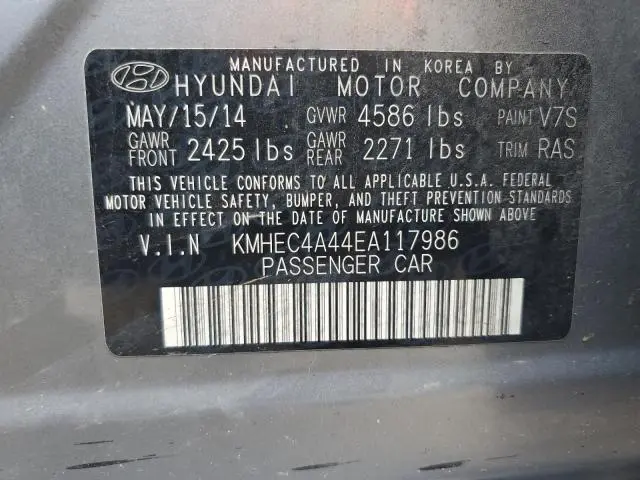 MANUFACTURED IN KOREA BY
HYUNDAI MOTOR COMPANY
MAY/15/14 GVWR 4586 lbs PAINT V7S
GAWR FRONT 2425 lbs GAWR REAR 2271 lbs TRIM RAS
THIS VEHICLE CONFORMS TO ALL APPLICABLE U.S.A. FEDERAL
MOTOR VEHICLE SAFETY, BUMPER, AND THEFT PREVENTION STANDARDS
IN EFFECT ON THE DATE OF MANUFACTURE SHOWN ABOVE
V.I.N KMHEC4A44EA117986
PASSENGER CAR